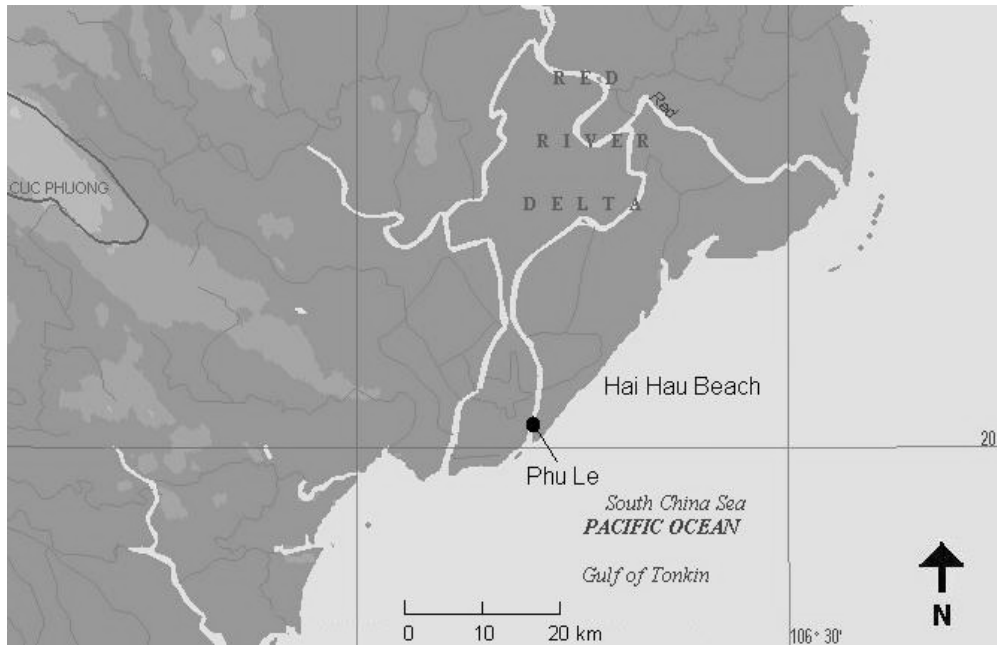 R E D
Red
R I V E R
CUC PHUONG
D E L T A
Hai Hau Beach
20
Phu Le
South China Sea
PACIFIC OCEAN
Gulf of Tonkin
0 10 20 km
N
106° 30'